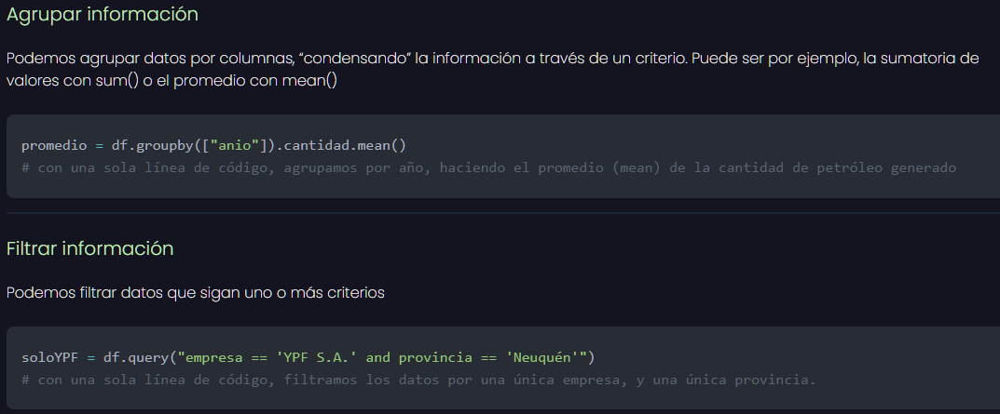 Agrupar información
Podemos agrupar datos por columnas, “condensando” la información a través de un criterio. Puede ser por ejemplo, la sumatoria de
valores con sum() o el promedio con mean()
promedio = df.groupby(["anio"]).cantidad.mean()
# con una sola línea de código, agrupamos por año, haciendo el promedio (mean) de la cantidad de petróleo generado
Filtrar información
Podemos filtrar datos que sigan uno o más criterios
soloYPF = df.query("empresa == 'YPF S.A.' and provincia == 'Neuquén'")
# con una sola línea de código, filtramos los datos por una única empresa, y una única provincia.